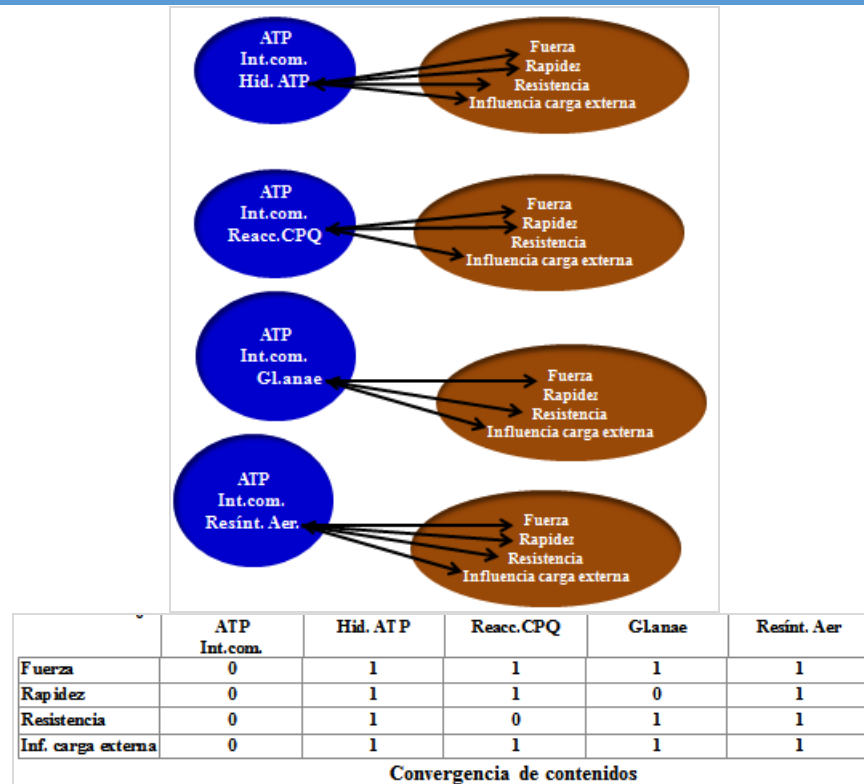 ATP
Int.com.
Hid. ATP
Fuerza
Rapidez
Resistencia
Influencia carga externa
ATP
Int.com.
Reacc.CPQ
Fuerza
Rapidez
Resistencia
Influencia carga externa
ATP
Int.com.
Gl.anae
Fuerza
Rapidez
Resistencia
Influencia carga externa
ATP
Int.com.
Resínt. Aer.
Fuerza
Rapidez
Resistencia
Influencia carga externa
ATP Hid. ATP Reacc.CPQ Gl.anae Resínt. Aer
Int.com.
Fuerza 0 1 1 1 1
Rapidez 0 1 1 0 1
Resistencia 0 1 0 1 1
Inf. carga externa 0 1 1 1 1
Convergencia de contenidos